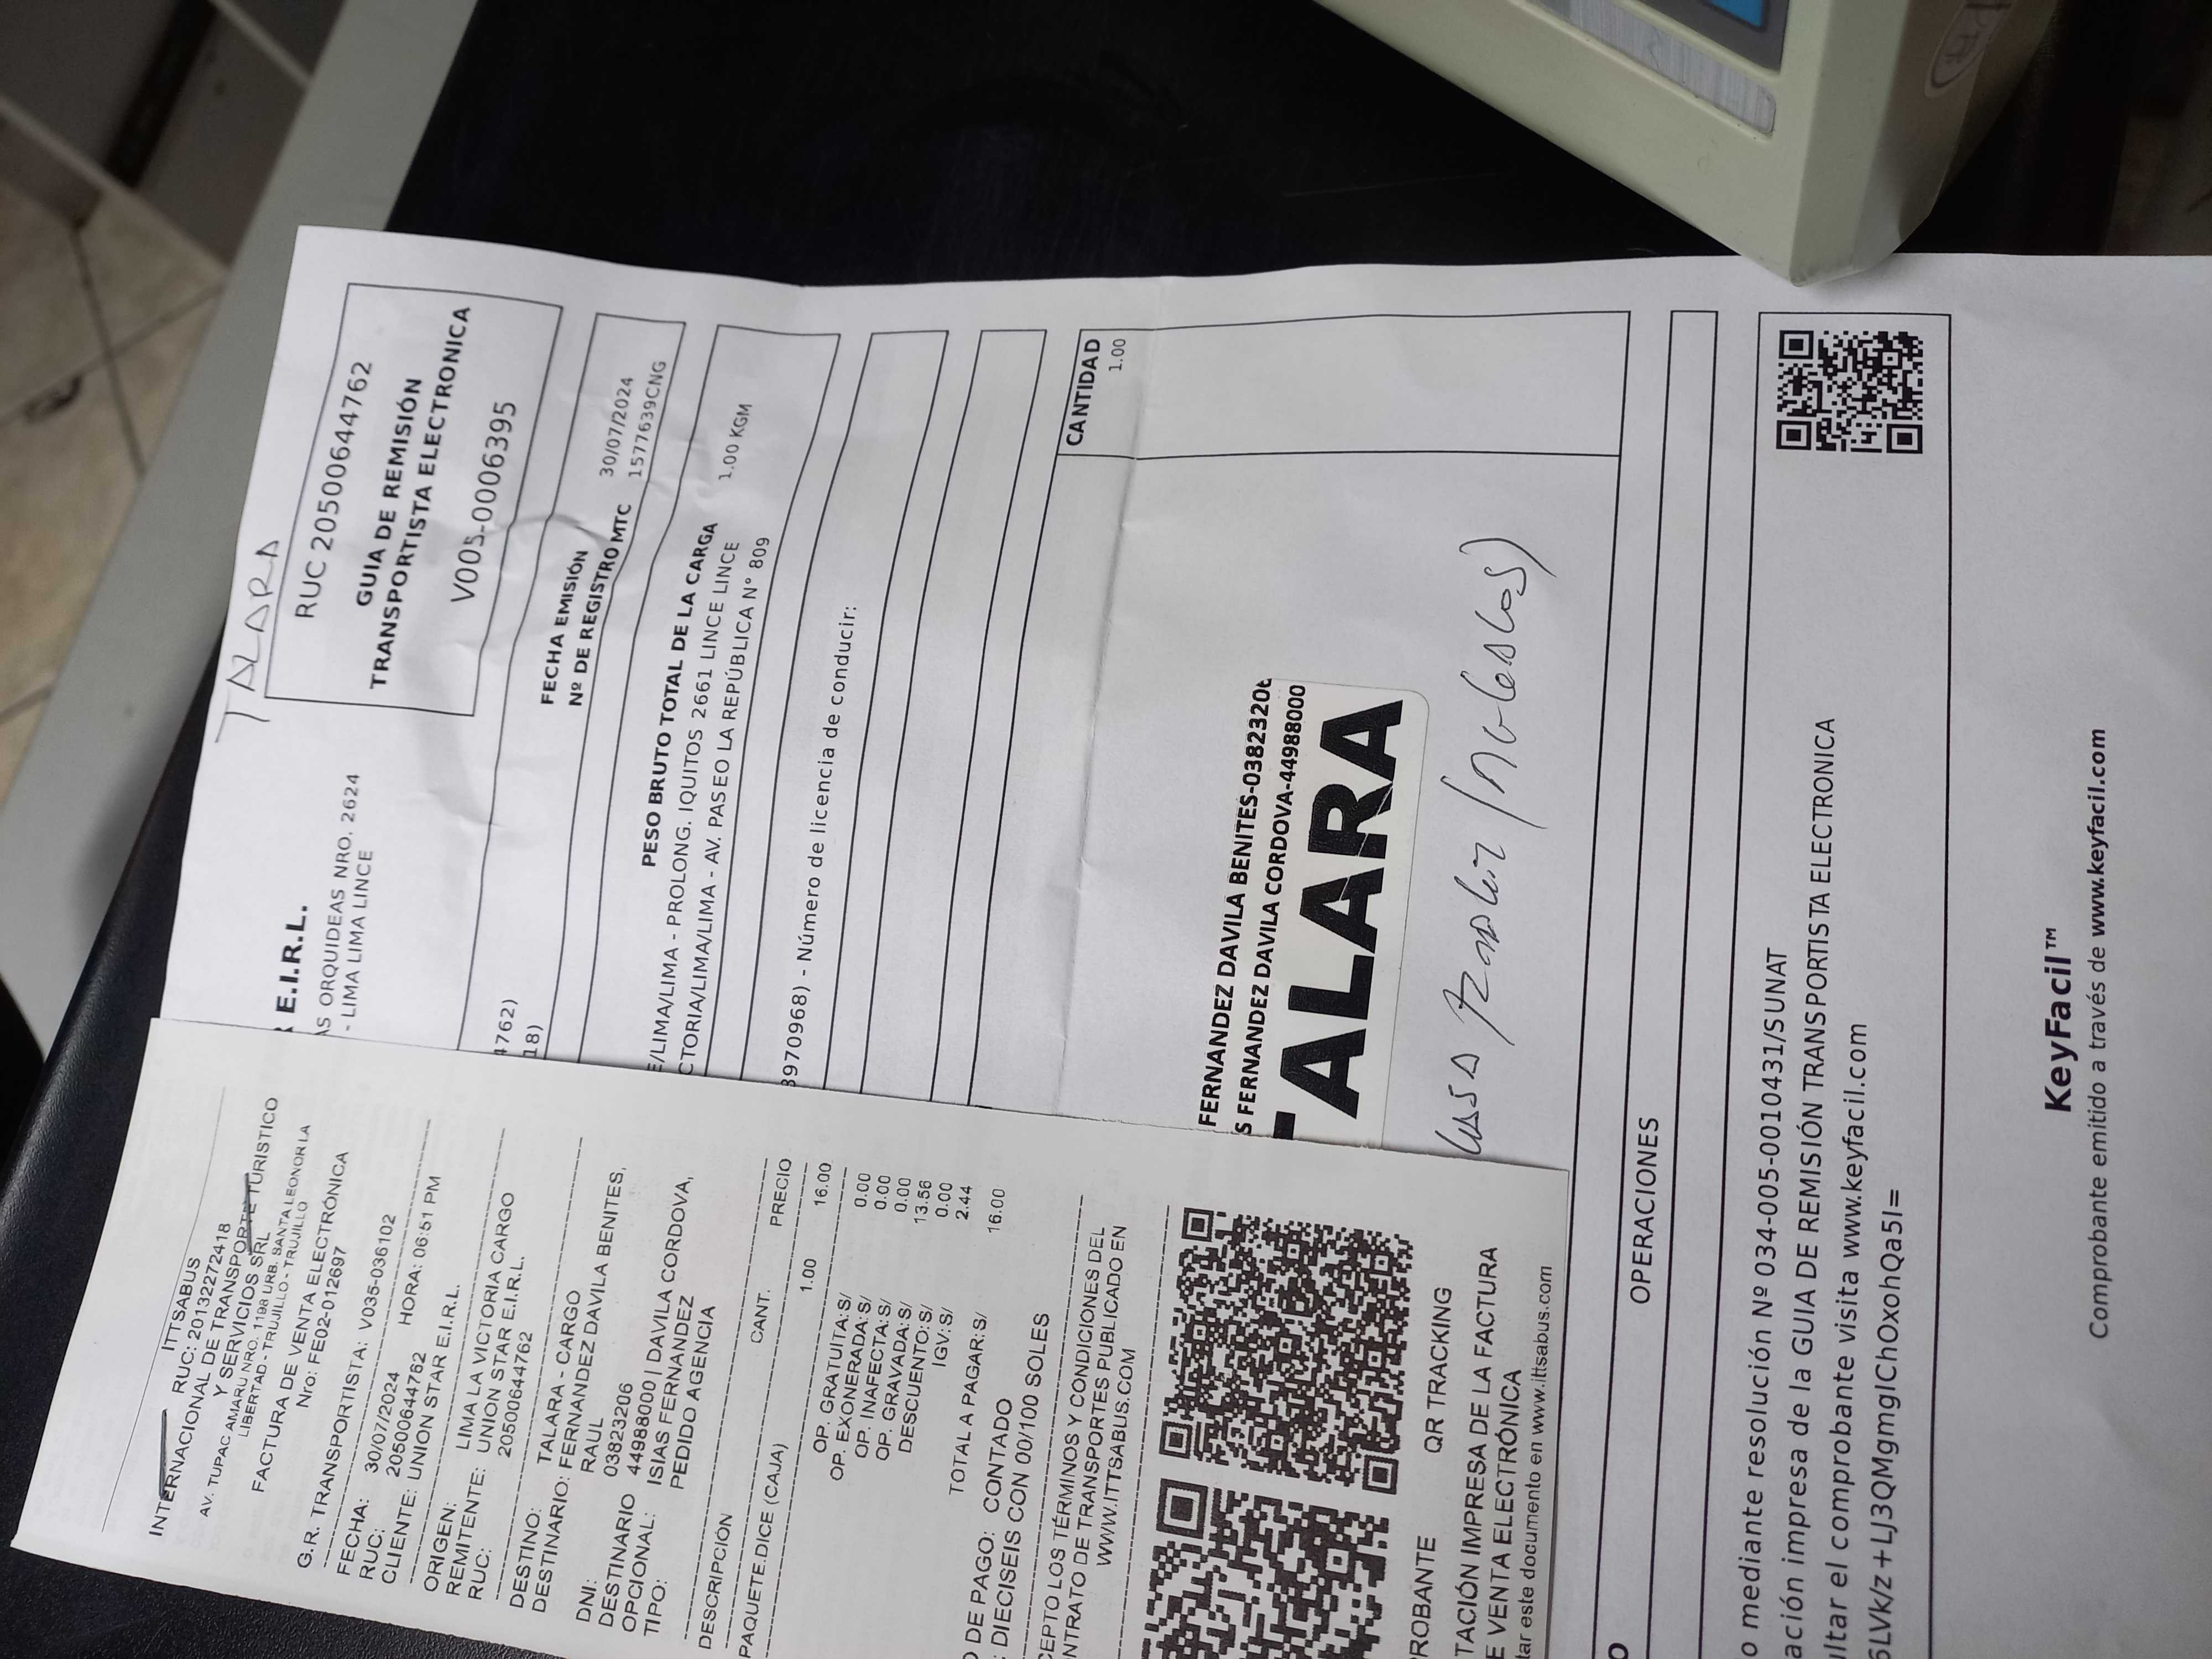 ITTSABUS
RUC: 20132272418
INTERNACIONAL DE TRANSPORTE TURISTICO
Y SERVICIOS SRL
AV. TUPAC AMARU NRO. 1198 URB. SANTA LEONOR LA
LIBERTAD - TRUJILLO - TRUJILLO
FACTURA DE VENTA ELECTRÓNICA
Nro: FE02-012697
G.R. TRANSPORTISTA: V035-036102
FECHA: 30/07/2024 HORA: 06:51 PM
RUC: 20500644762
CLIENTE: UNION STAR E.I.R.L.
ORIGEN: LIMA LA VICTORIA CARGO
REMITENTE: UNION STAR E.I.R.L.
RUC: 20500644762
DESTINO: TALARA - CARGO
DESTINATARIO: FERNANDEZ DAVILA BENITES,
RAUL
DNI: 03823206
DESTINARIO 44988000 | DAVILA CORDOVA,
OPCIONAL: ISIAS FERNANDEZ
TIPO: PEDIDO AGENCIA
DESCRIPCIÓN CANT. PRECIO
PAQUETE.DICE (CAJA) 1.00 16.00
OP. GRATUITA:S/ 0.00
OP. EXONERADA:S/ 0.00
OP. INAFECTA:S/ 0.00
OP. GRAVADA:S/ 13.56
DESCUENTO:S/ 0.00
IGV:S/ 2.44
TOTAL A PAGAR:S/ 16.00
DE PAGO: CONTADO
: DIECISEIS CON 00/100 SOLES
CEPTO LOS TÉRMINOS Y CONDICIONES DEL
NTRATO DE TRANSPORTES PUBLICADO EN
WWW.ITTSABUS.COM
ROBANTE QR TRACKING
TACIÓN IMPRESA DE LA FACTURA
E VENTA ELECTRÓNICA
tar este documento en www.ittsabus.com
TALARA
RUC 20500644762
GUIA DE REMISIÓN
TRANSPORTISTA ELECTRONICA
V005-00006395
E.I.R.L.
AS ORQUIDEAS NRO. 2624
- LIMA LIMA LINCE
4762)
18)
FECHA EMISIÓN 30/07/2024
Nº DE REGISTRO MTC 1577639CNG
PESO BRUTO TOTAL DE LA CARGA 1.00 KGM
E/LIMA/LIMA - PROLONG. IQUITOS 2661 LINCE LINCE
CTORIA/LIMA/LIMA - AV. PASEO LA REPÚBLICA N° 809
3970968) - Número de licencia de conducir:
CANTIDAD
1.00
FERNANDEZ DAVILA BENITES-03823206
S FERNANDEZ DAVILA CORDOVA-44988000
TALARA
OPERACIONES
o mediante resolución Nº 034-005-0010431/SUNAT
ación impresa de la GUIA DE REMISIÓN TRANSPORTISTA ELECTRONICA
ultar el comprobante visita www.keyfacil.com
6LVk/z+LJ3QMgmglChOxohQa5I=
KeyFacil™
Comprobante emitido a través de www.keyfacil.com